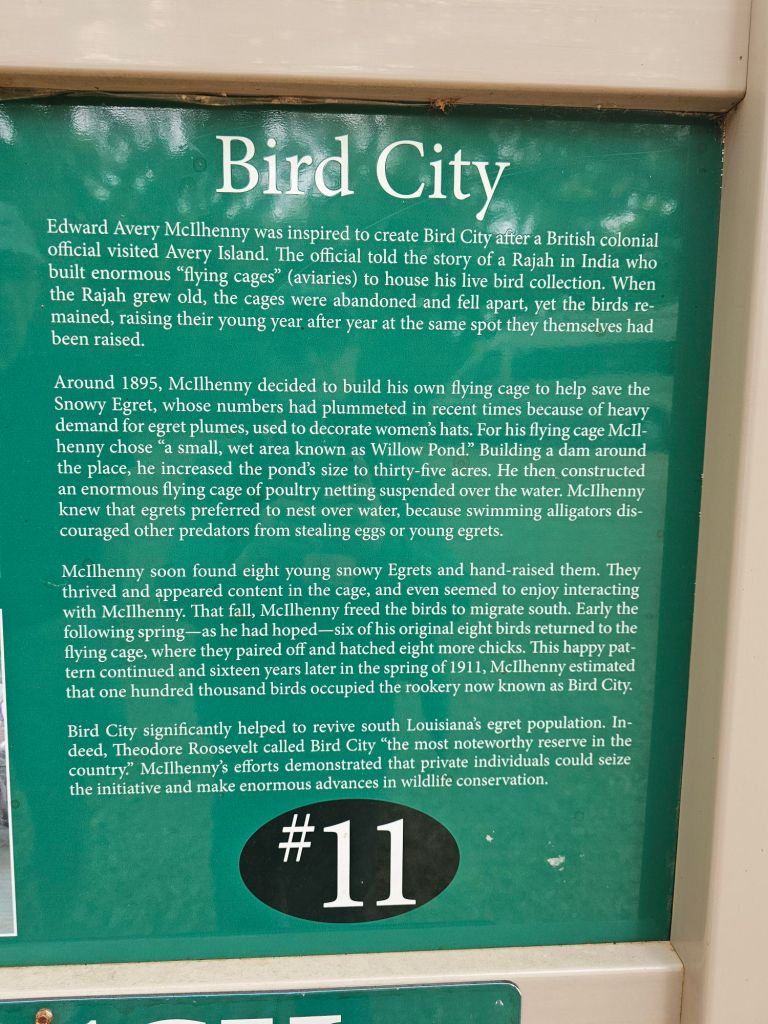 Bird City
Edward Avery McIlhenny was inspired to create Bird City after a British colonial
official visited Avery Island. The official told the story of a Rajah in India who
built enormous “flying cages” (aviaries) to house his live bird collection. When
the Rajah grew old, the cages were abandoned and fell apart, yet the birds re-
mained, raising their young year after year at the same spot they themselves had
been raised.
Around 1895, McIlhenny decided to build his own flying cage to help save the
Snowy Egret, whose numbers had plummeted in recent times because of heavy
demand for egret plumes, used to decorate women's hats. For his flying cage McIl-
henny chose “a small, wet area known as Willow Pond.” Building a dam around
the place, he increased the pond's size to thirty-five acres. He then constructed
an enormous flying cage of poultry netting suspended over the water. McIlhenny
knew that egrets preferred to nest over water, because swimming alligators dis-
couraged other predators from stealing eggs or young egrets.
McIlhenny soon found eight young snowy Egrets and hand-raised them. They
thrived and appeared content in the cage, and even seemed to enjoy interacting
with McIlhenny. That fall, McIlhenny freed the birds to migrate south. Early the
following spring—as he had hoped—six of his original eight birds returned to the
flying cage, where they paired off and hatched eight more chicks. This happy pat-
tern continued and sixteen years later in the spring of 1911, McIlhenny estimated
that one hundred thousand birds occupied the rookery now known as Bird City.
Bird City significantly helped to revive south Louisiana's egret population. In-
deed, Theodore Roosevelt called Bird City “the most noteworthy reserve in the
country.” McIlhenny's efforts demonstrated that private individuals could seize
the initiative and make enormous advances in wildlife conservation.
#11